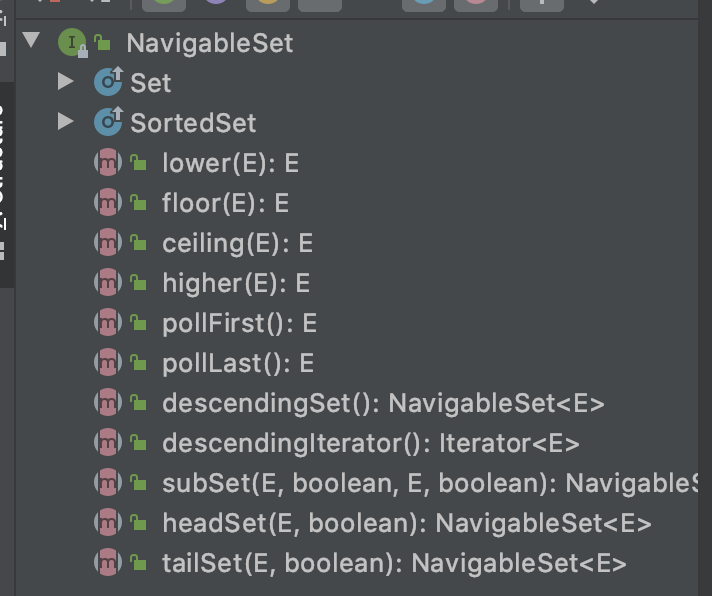 NavigableSet
Set
SortedSet
lower(E): E
floor(E): E
ceiling(E): E
higher(E): E
pollFirst(): E
pollLast(): E
descendingSet(): NavigableSet<E>
descendingIterator(): Iterator<E>
subSet(E, boolean, E, boolean): NavigableS
headSet(E, boolean): NavigableSet<E>
tailSet(E, boolean): NavigableSet<E>